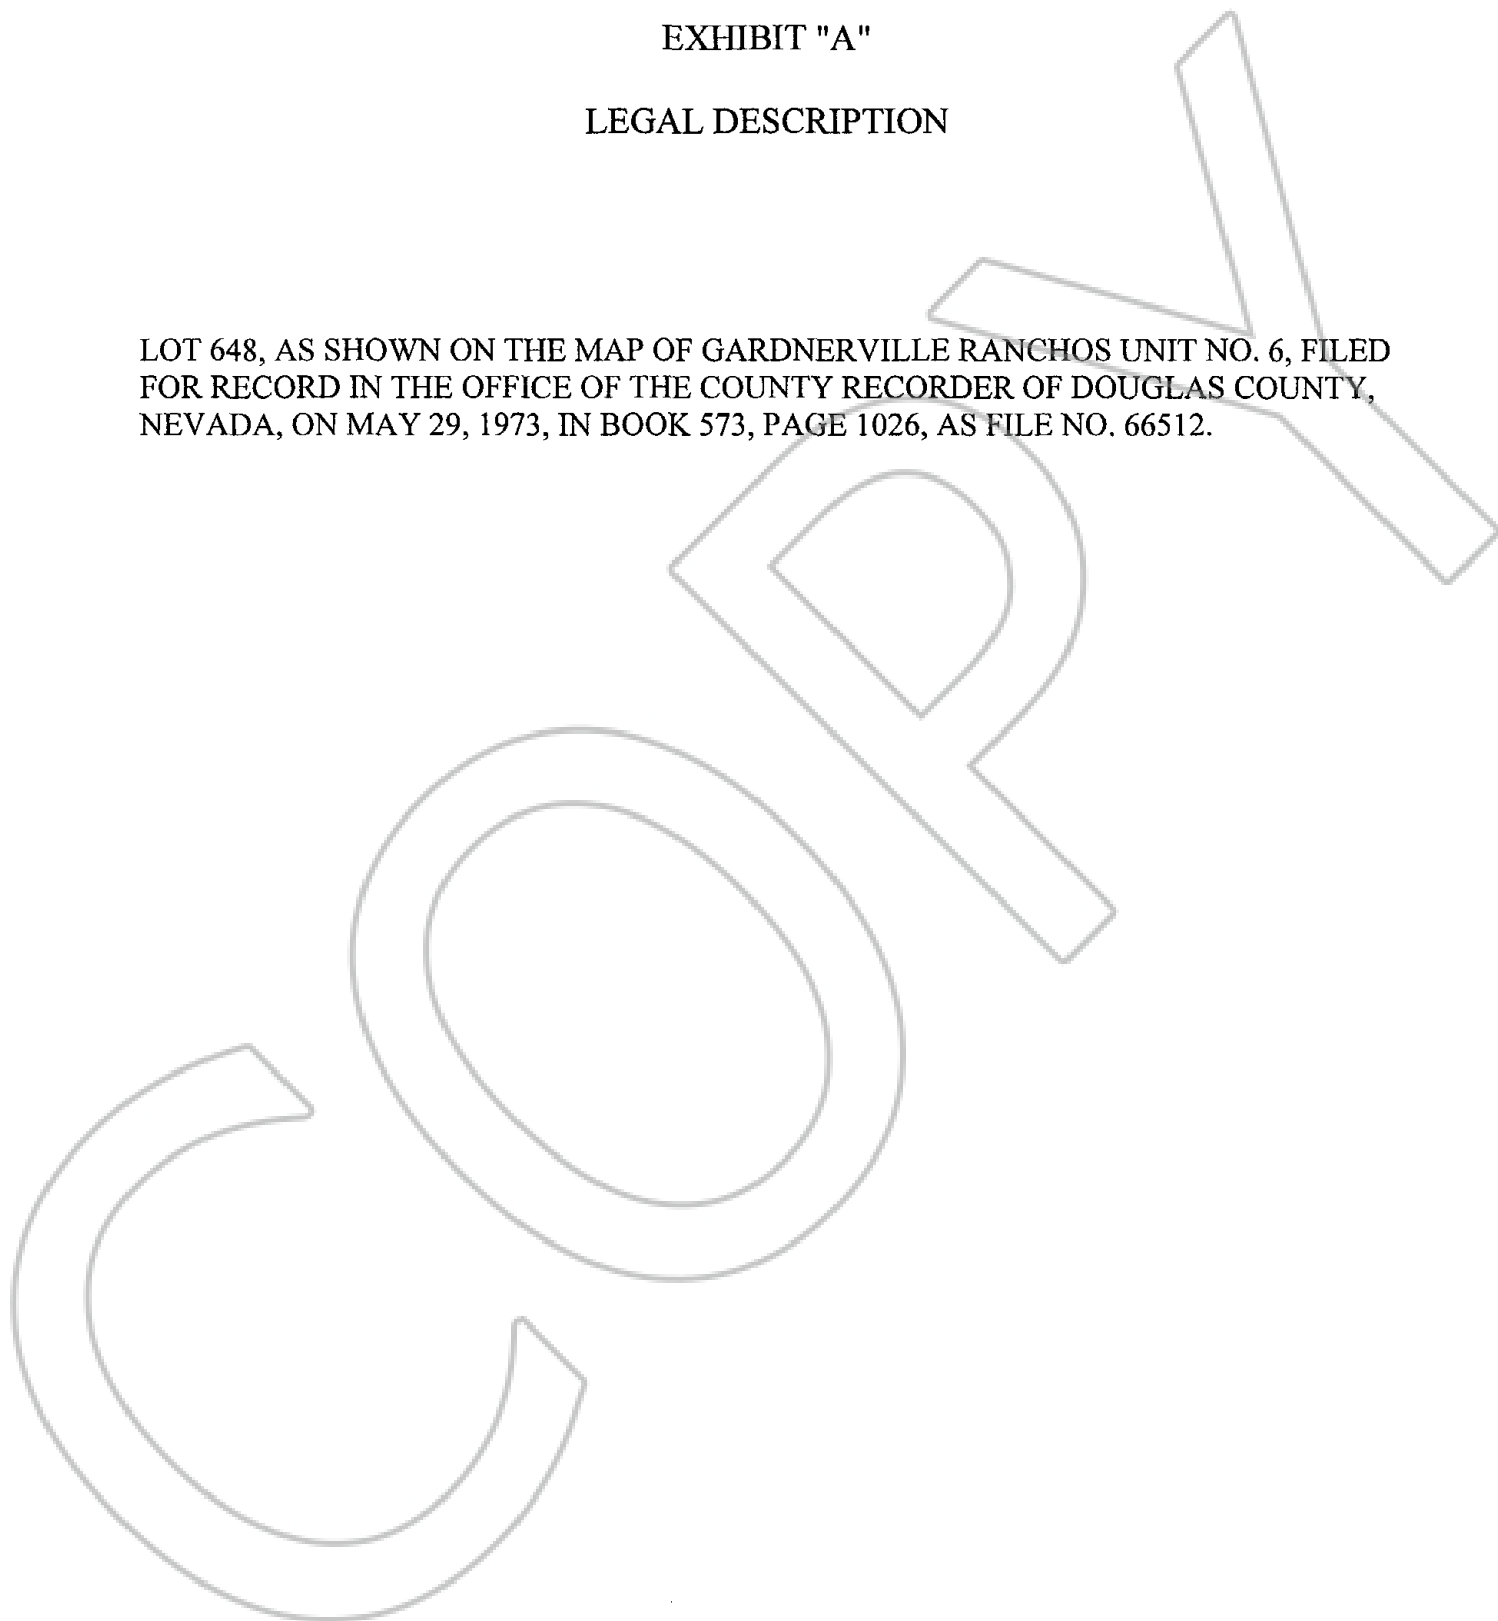 EXHIBIT "A"
LEGAL DESCRIPTION
LOT 648, AS SHOWN ON THE MAP OF GARDNERVILLE RANCHOS UNIT NO. 6, FILED
FOR RECORD IN THE OFFICE OF THE COUNTY RECORDER OF DOUGLAS COUNTY,
NEVADA, ON MAY 29, 1973, IN BOOK 573, PAGE 1026, AS FILE NO. 66512.
COPY